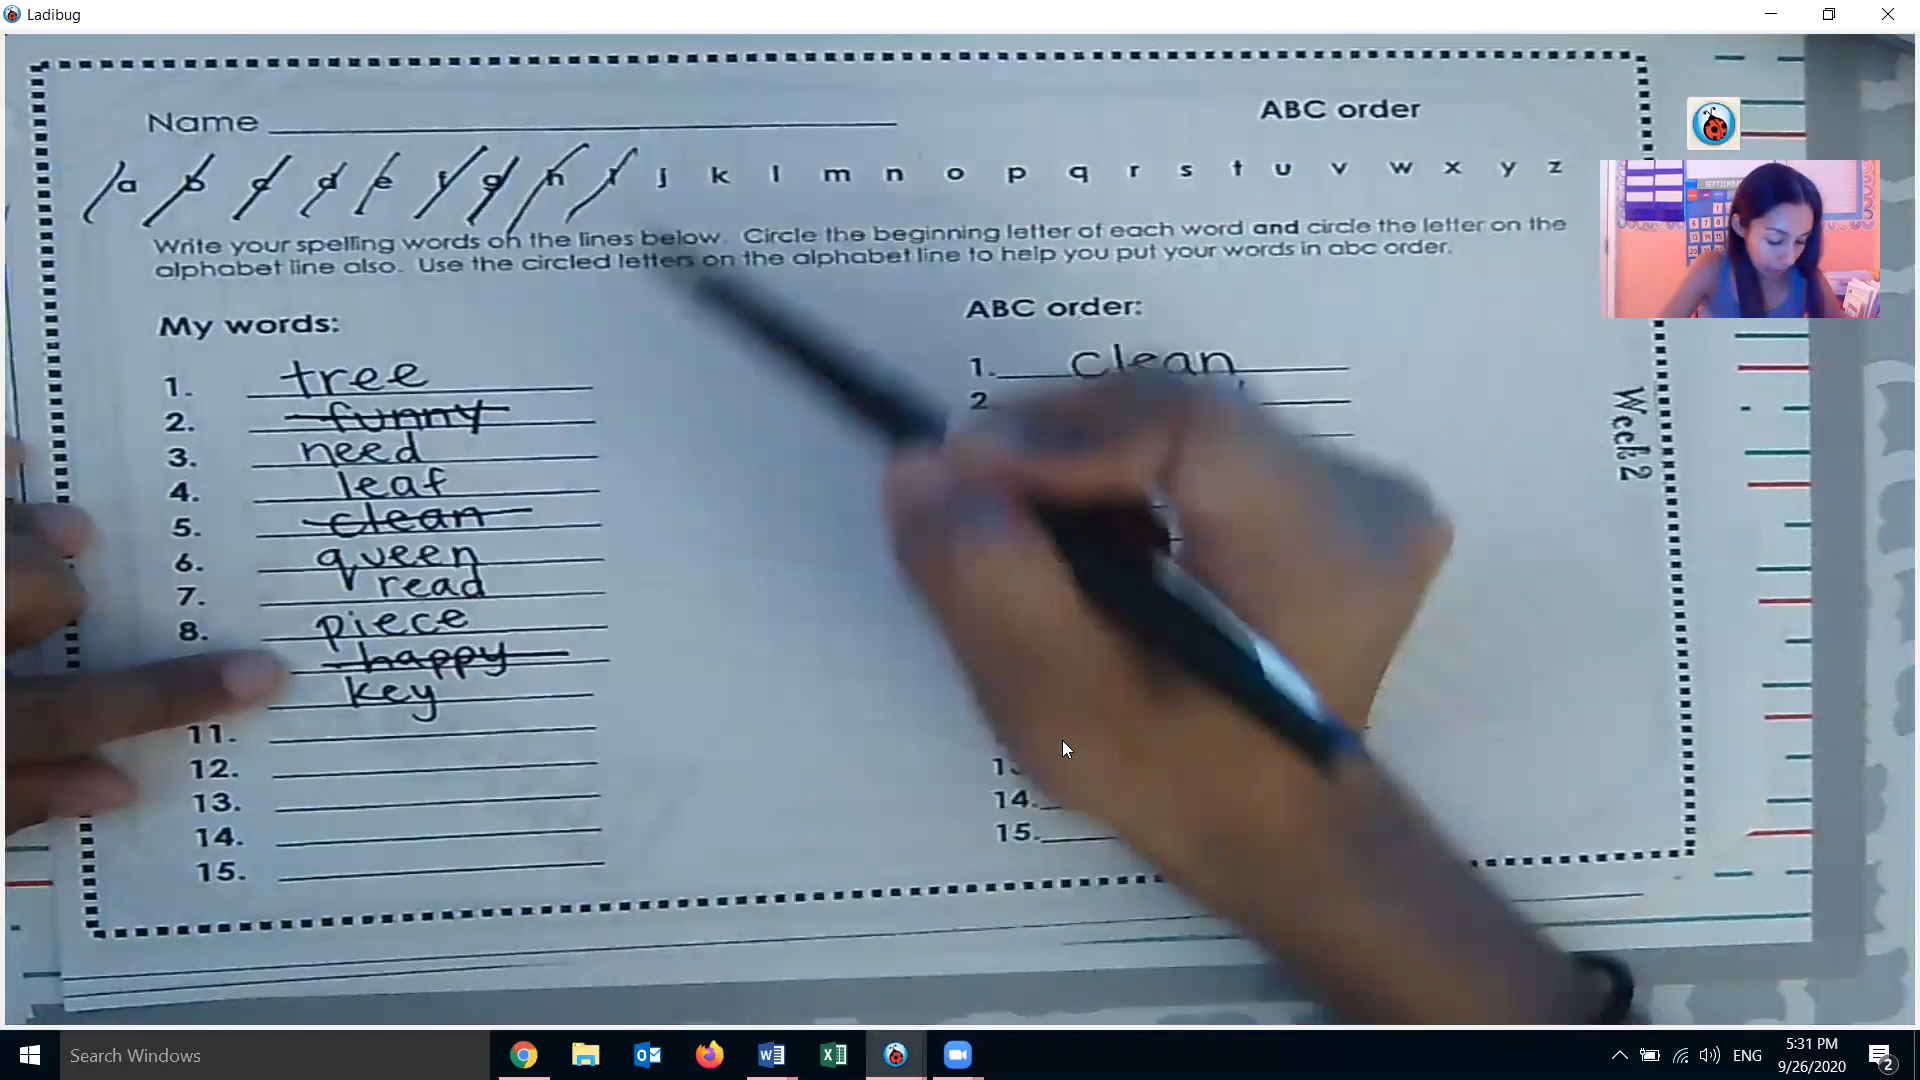 Ladibug
Name
ABC order
a b c d e f g h i j k l m n o p q r s t u v w x y z
Write your spelling words on the lines below. Circle the beginning letter of each word and circle the letter on the
alphabet line also. Use the circled letters on the alphabet line to help you put your words in abc order.
My words:
1. tree
2. funny
3. need
4. leaf
5. clean
6. queen
7. read
8. piece
happy
key
11.
12.
13.
14.
15.
ABC order:
1. Clean
2
14.
15.
Week 2
Search Windows
ENG
5:31 PM
9/26/2020
2